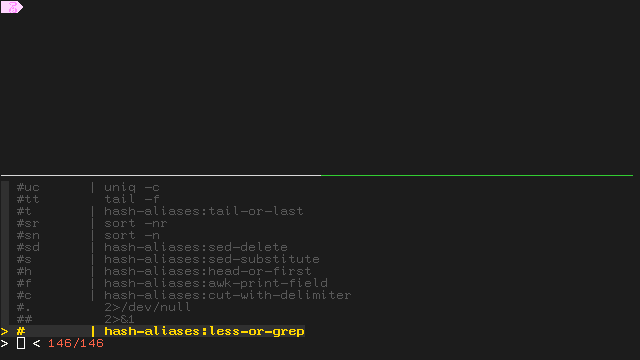 #uc | uniq -c
#tt tail -f
#t | hash-aliases:tail-or-last
#sr | sort -nr
#sn | sort -n
#sd | hash-aliases:sed-delete
#s | hash-aliases:sed-substitute
#h | hash-aliases:head-or-first
#f | hash-aliases:awk-print-field
#c | hash-aliases:cut-with-delimiter
#. 2>/dev/null
## 2>&1
> # | hash-aliases:less-or-grep
> < 146/146